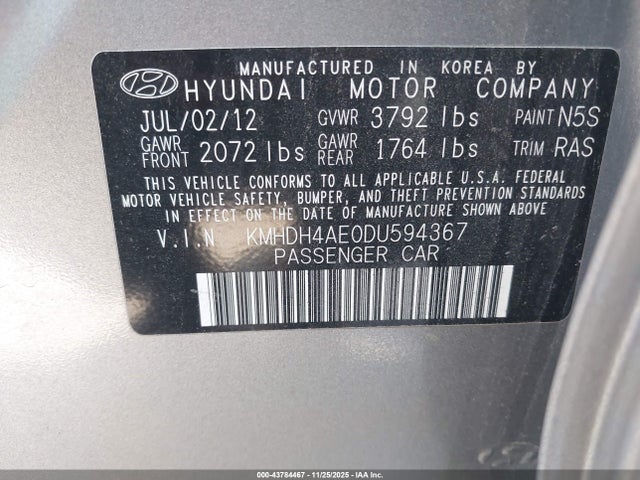 MANUFACTURED IN KOREA BY
HYUNDAI MOTOR COMPANY
JUL/02/12 GVWR 3792 lbs PAINT N5S
GAWR FRONT 2072 lbs GAWR REAR 1764 lbs TRIM RAS
THIS VEHICLE CONFORMS TO ALL APPLICABLE U.S.A. FEDERAL
MOTOR VEHICLE SAFETY, BUMPER, AND THEFT PREVENTION STANDARDS
IN EFFECT ON THE DATE OF MANUFACTURE SHOWN ABOVE.
V.I.N KMHDH4AE0DU594367
PASSENGER CAR
000-43784467 - 11/25/2025 - IAA Inc.